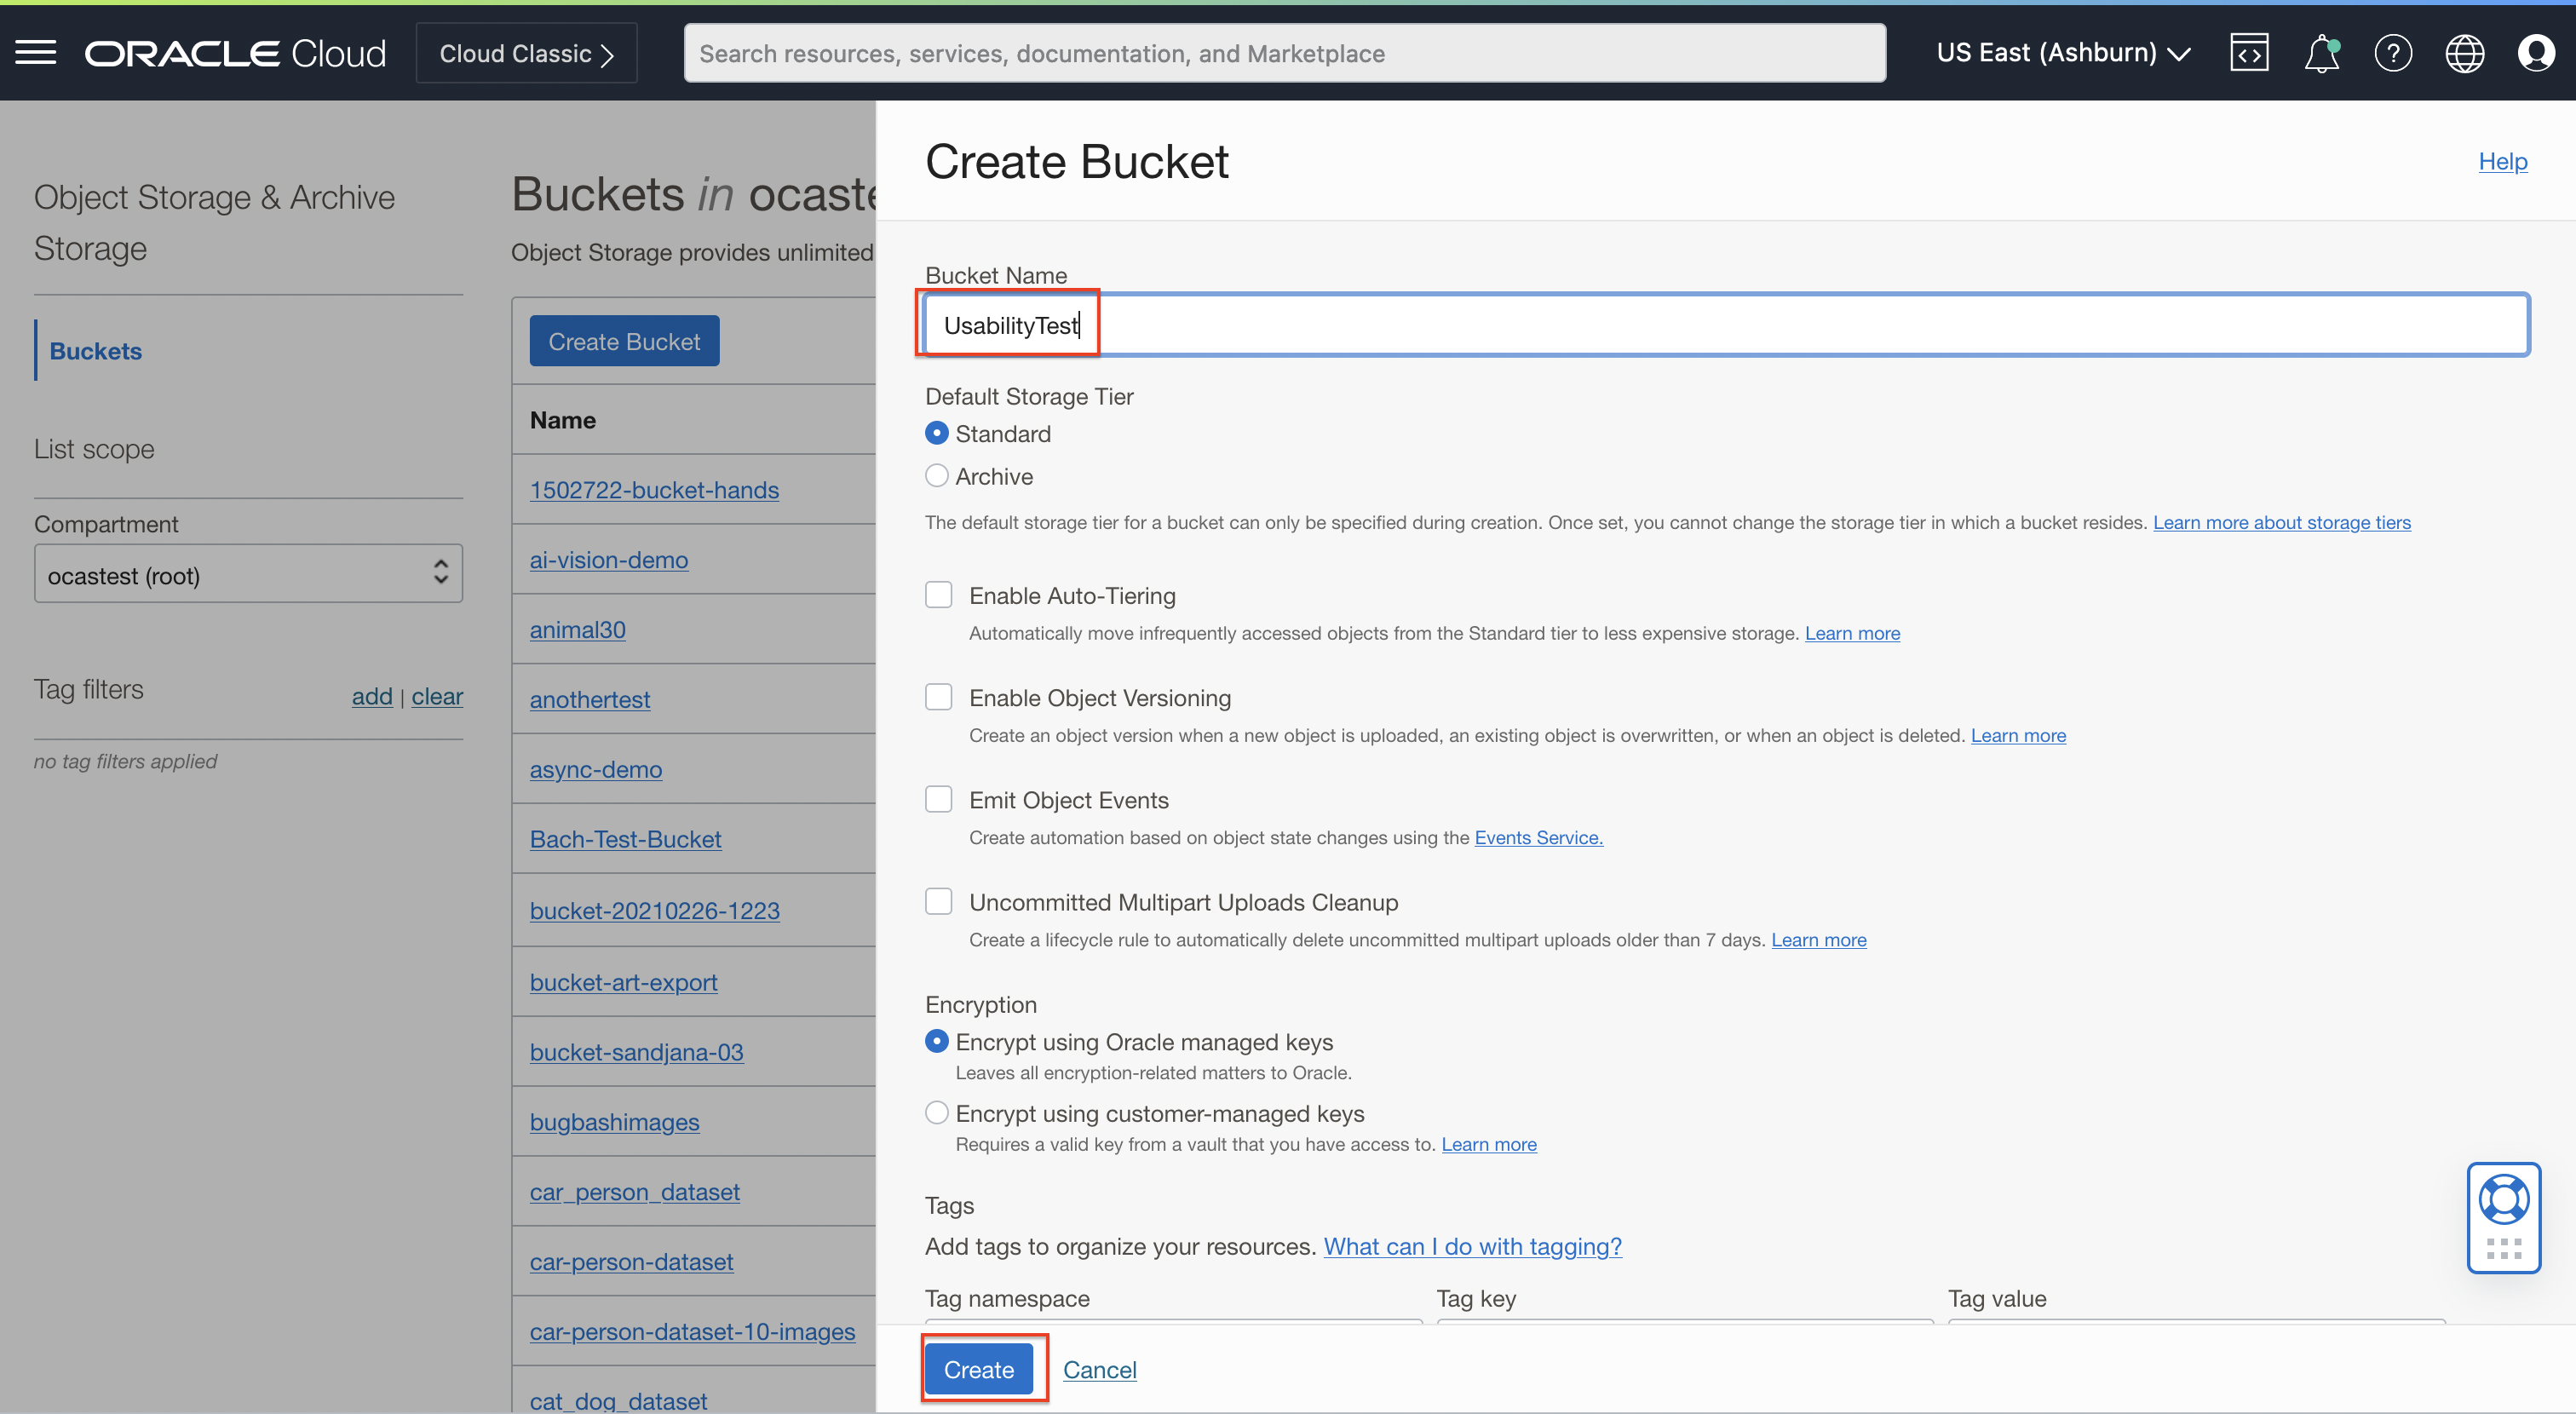 ORACLE Cloud
Cloud Classic
Search resources, services, documentation, and Marketplace
US East (Ashburn)
Object Storage & Archive
Storage
Buckets
List scope
Compartment
ocastest (root)
Tag filters
add | clear
no tag filters applied
Buckets in ocaste
Object Storage provides unlimited
Create Bucket
Name
1502722-bucket-hands
ai-vision-demo
animal30
anothertest
async-demo
Bach-Test-Bucket
bucket-20210226-1223
bucket-art-export
bucket-sandjana-03
bugbashimages
car_person_dataset
car-person-dataset
car-person-dataset-10-images
cat_dog_dataset
Create Bucket
Help
Bucket Name
UsabilityTest
Default Storage Tier
Standard
Archive
The default storage tier for a bucket can only be specified during creation. Once set, you cannot change the storage tier in which a bucket resides. Learn more about storage tiers
Enable Auto-Tiering
Automatically move infrequently accessed objects from the Standard tier to less expensive storage. Learn more
Enable Object Versioning
Create an object version when a new object is uploaded, an existing object is overwritten, or when an object is deleted. Learn more
Emit Object Events
Create automation based on object state changes using the Events Service.
Uncommitted Multipart Uploads Cleanup
Create a lifecycle rule to automatically delete uncommitted multipart uploads older than 7 days. Learn more
Encryption
Encrypt using Oracle managed keys
Leaves all encryption-related matters to Oracle.
Encrypt using customer-managed keys
Requires a valid key from a vault that you have access to. Learn more
Tags
Add tags to organize your resources. What can I do with tagging?
Tag namespace
Tag key
Tag value
Create
Cancel